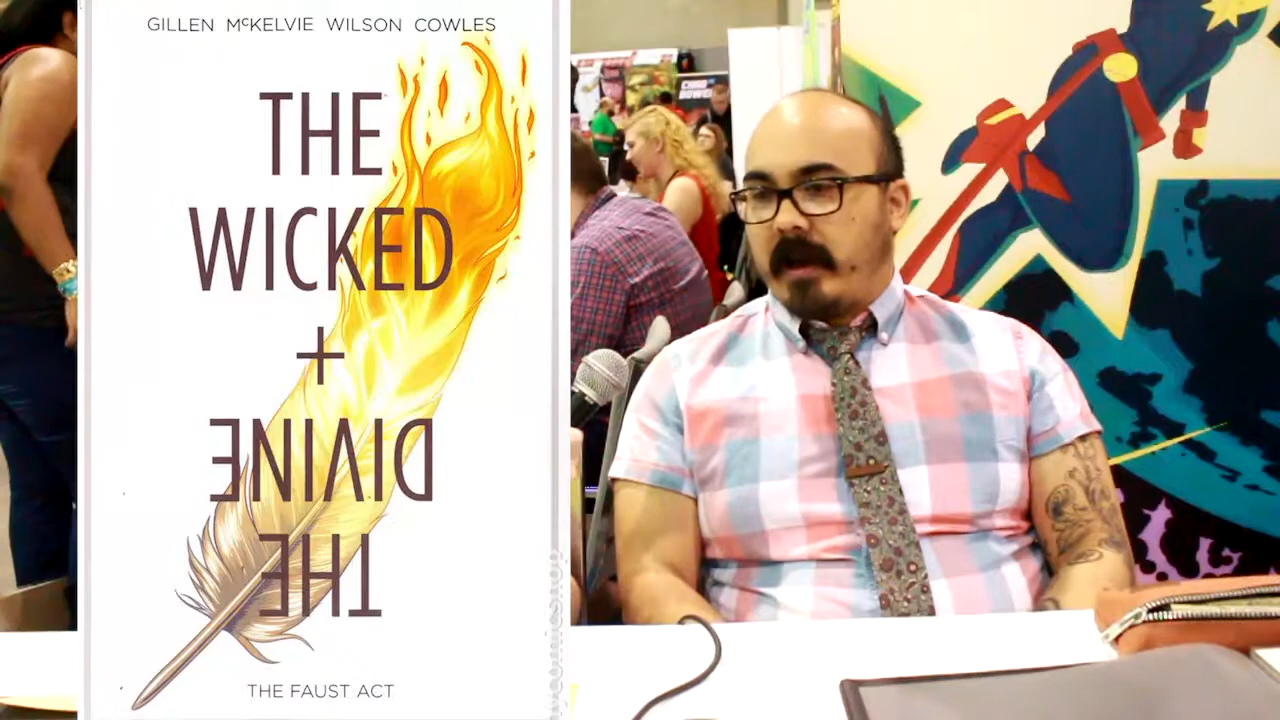 GILLEN McKELVIE WILSON COWLES
THE
WICKED
+
DIVINE
THE
THE FAUST ACT